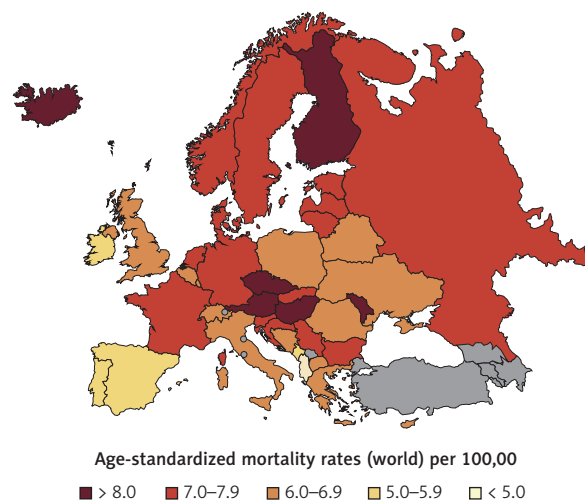 Age-standardized mortality rates (world) per 100,00
> 8.0 7.0–7.9 6.0–6.9 5.0–5.9 < 5.0